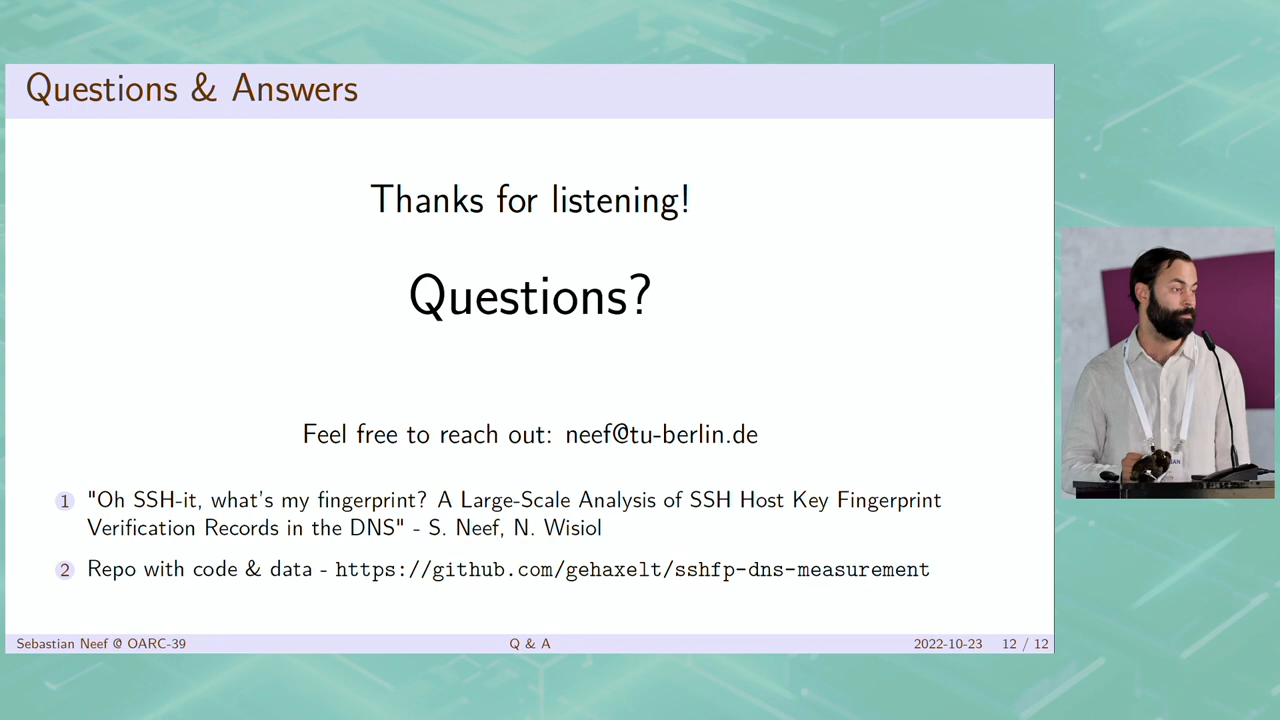 Questions & Answers
Thanks for listening!
Questions?
Feel free to reach out: neef@tu-berlin.de
1 "Oh SSH-it, what's my fingerprint? A Large-Scale Analysis of SSH Host Key Fingerprint
Verification Records in the DNS" - S. Neef, N. Wisiol
2 Repo with code & data - https://github.com/gehaxelt/sshfp-dns-measurement
Sebastian Neef @ OARC-39 Q & A 2022-10-23 12 / 12